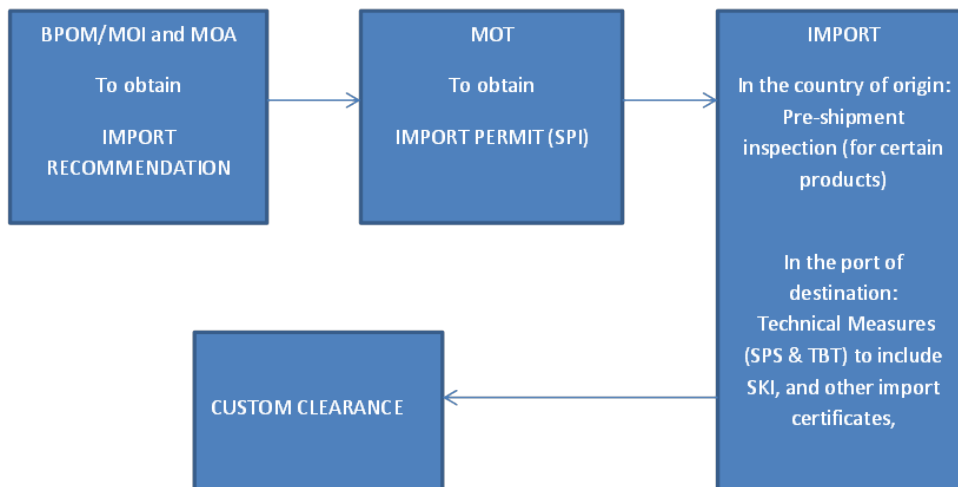 BPOM/MOI and MOA
To obtain
IMPORT
RECOMMENDATION
MOT
To obtain
IMPORT PERMIT (SPI)
IMPORT
In the country of origin:
Pre-shipment
inspection (for certain
products)
In the port of
destination:
Technical Measures
(SPS & TBT) to include
SKI, and other import
certificates,
CUSTOM CLEARANCE